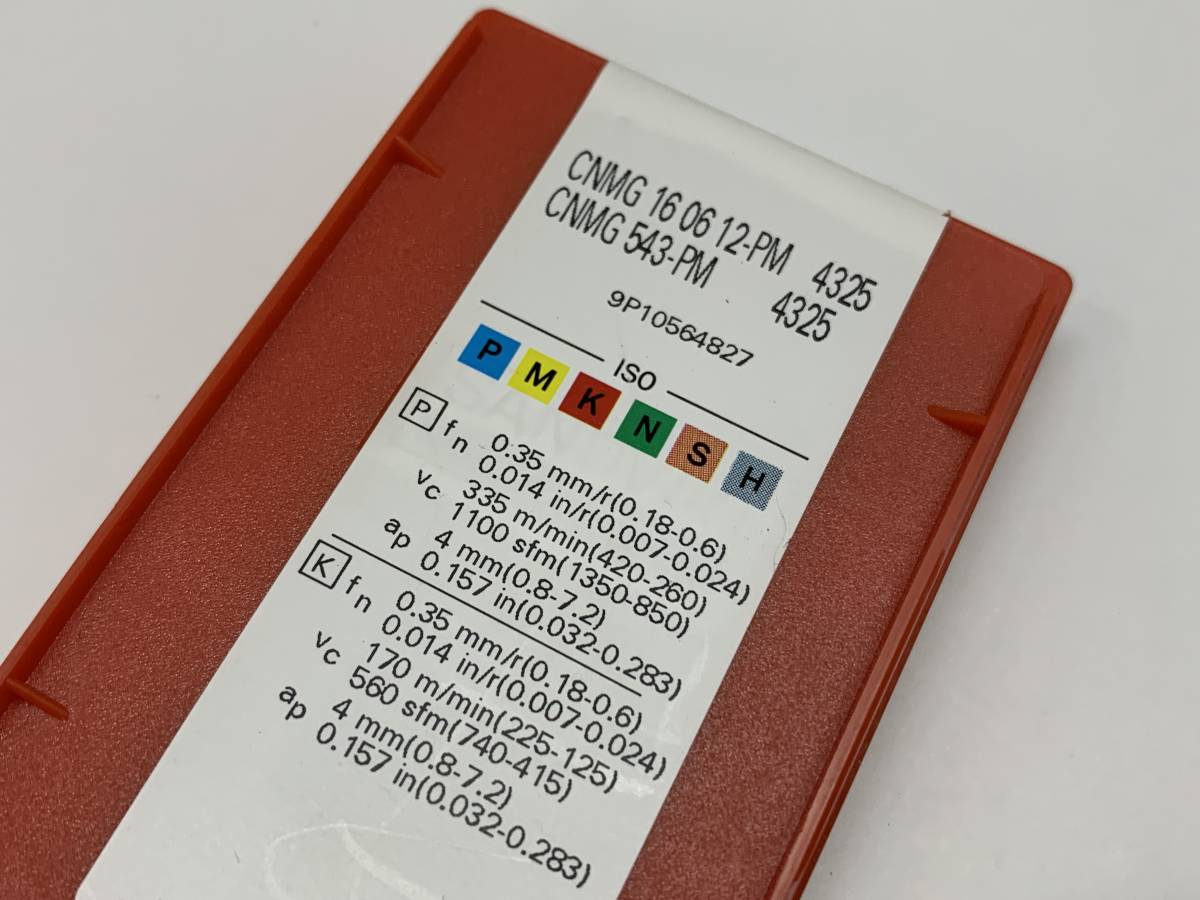 CNMG 16 06 12-PM 4325
CNMG 543-PM 4325
9P10564827
ISO
P M K N S H
P fn 0.35 mm/r(0.18-0.6)
0.014 in/r(0.007-0.024)
vc 335 m/min(420-260)
1100 sfm(1350-850)
ap 4 mm(0.8-7.2)
0.157 in(0.032-0.283)
K fn 0.35 mm/r(0.18-0.6)
0.014 in/r(0.007-0.024)
vc 170 m/min(225-125)
560 sfm(740-415)
ap 4 mm(0.8-7.2)
0.157 in(0.032-0.283)